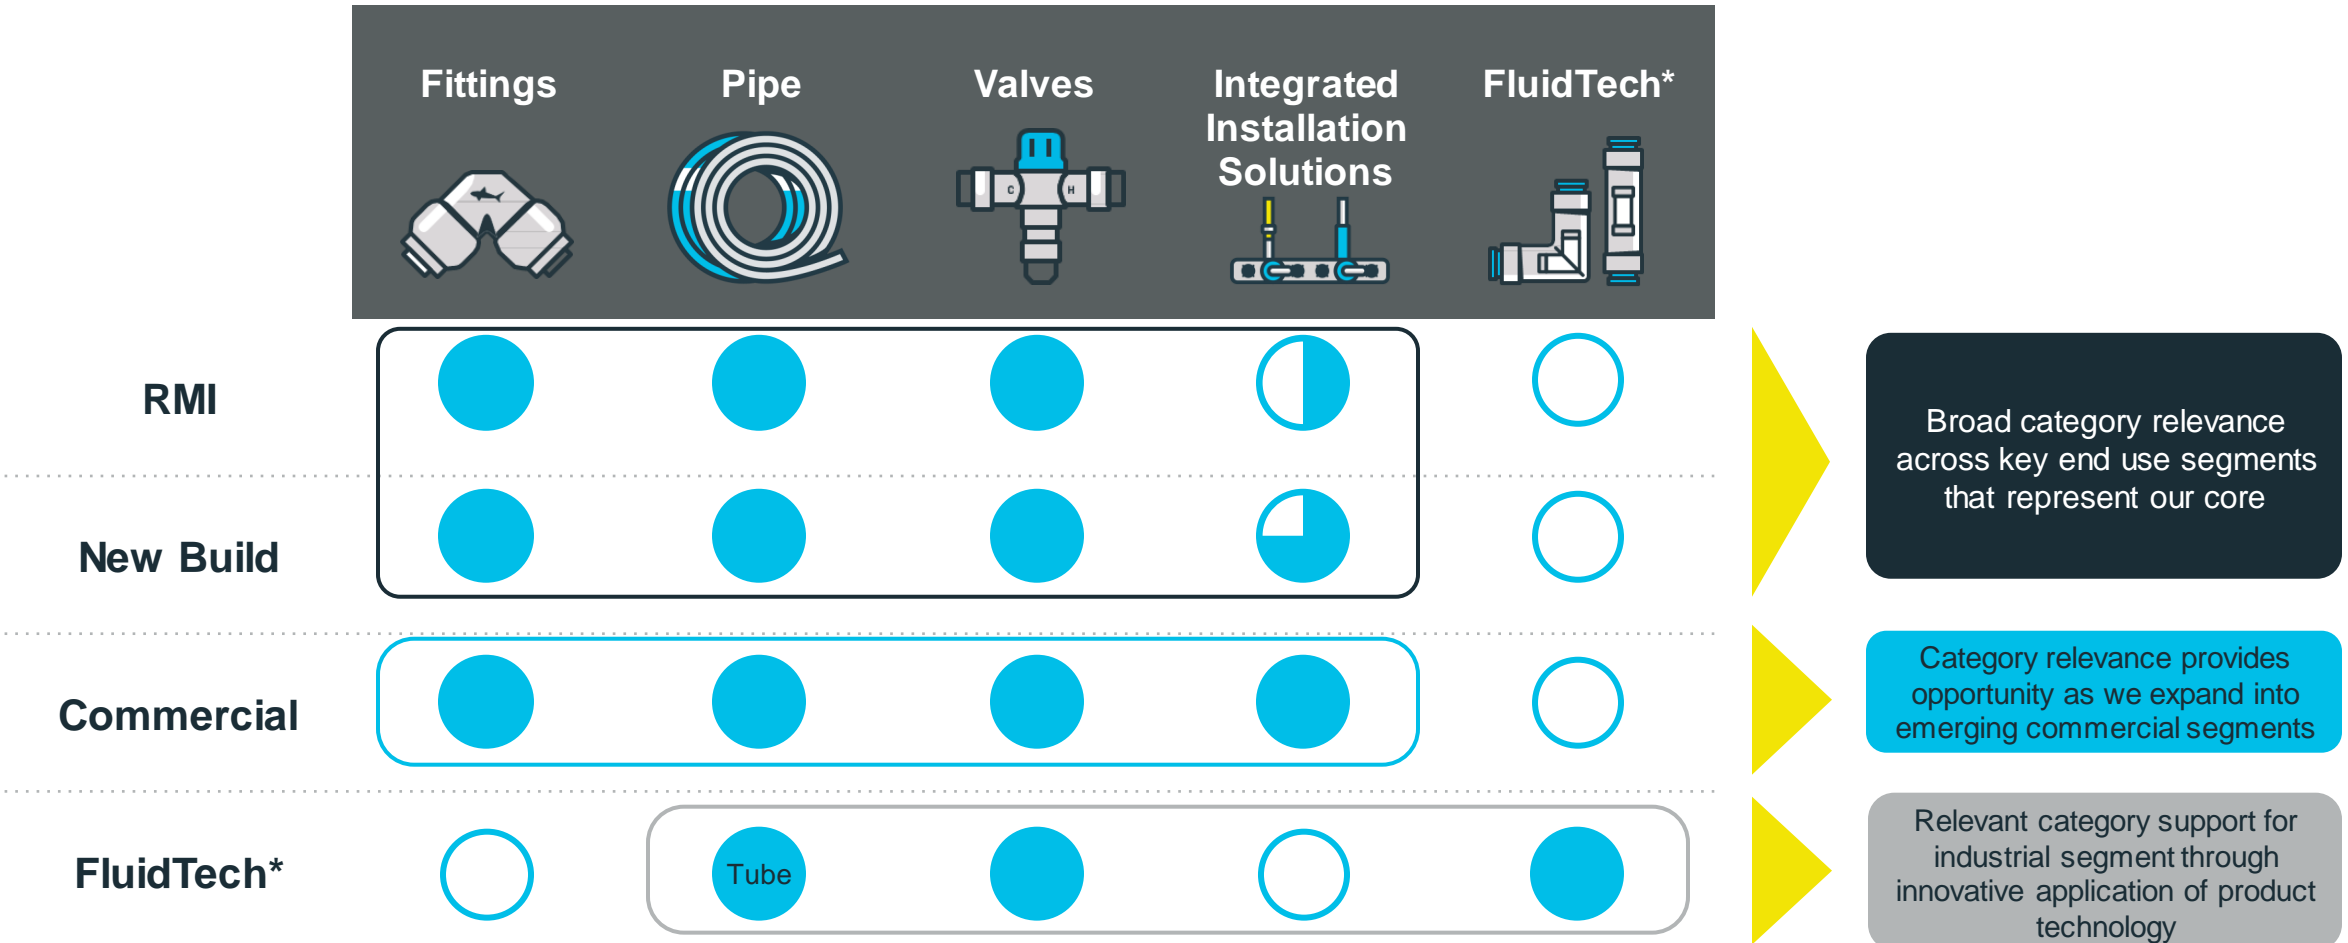 Fittings
Pipe
Valves
Integrated
Installation
Solutions
FluidTech*
C
H
RMI
Broad category relevance
across key end use segments
that represent our core
New Build
Commercial
Category relevance provides
opportunity as we expand into
emerging commercial segments
FluidTech*
Tube
Relevant category support for
industrial segment through
innovative application of product
technology